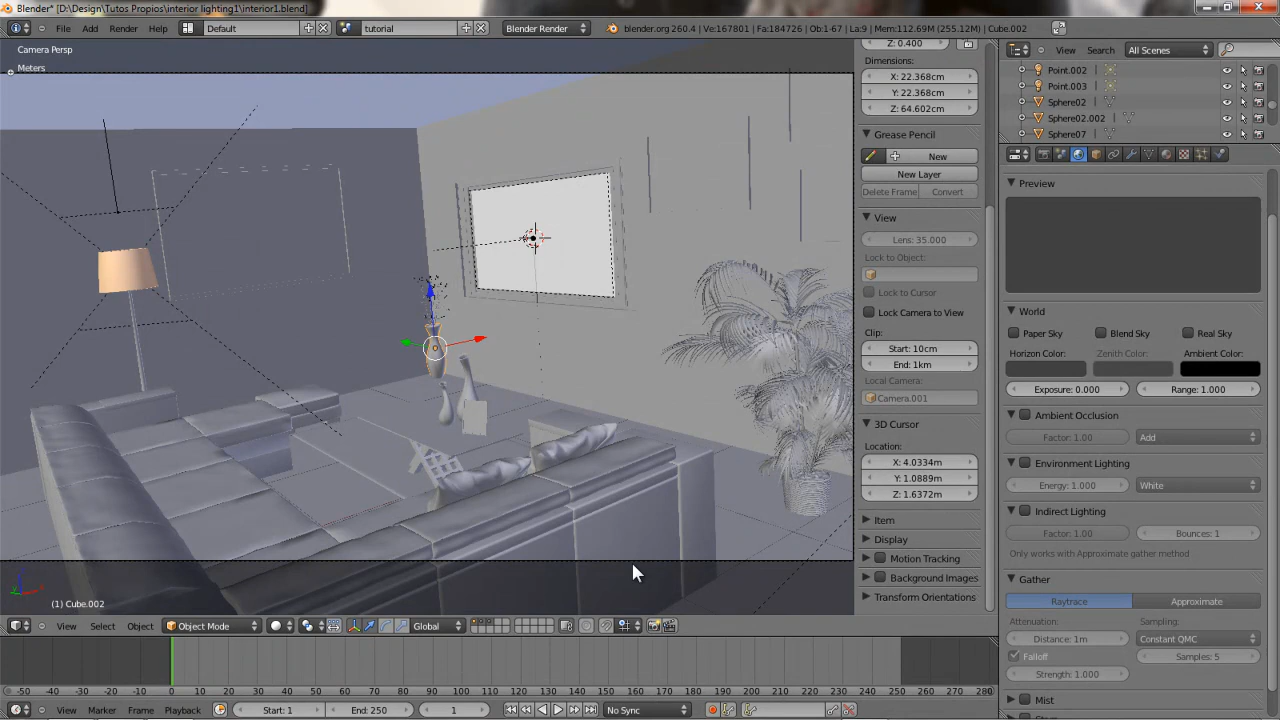 Blender* [D:\Design\Tutos Propios\interior lighting1\interior1.blend]
File Add Render Help Default tutorial Blender Render blender.org 260.4 | Ve:167801 | Fa:184726 | Ob:1-67 | La:9 | Mem:112.69M (255.12M) | Cube.002
Camera Persp
Meters
(1) Cube.002
View Select Object Object Mode Global
-50 -40 -30 -20 -10 0 10 20 30 40 50 60 70 80 90 100 110 120 130 140 150 160 170 180 190 200 210 220 230 240 250 260 270 280
View Marker Frame Playback Start: 1 End: 250 1 No Sync
Z: 0.400
Dimensions:
X: 22.368cm
Y: 22.368cm
Z: 64.602cm
Grease Pencil
New
New Layer
Delete Frame Convert
View
Lens: 35.000
Lock to Object:
Lock to Cursor
Lock Camera to View
Clip:
Start: 10cm
End: 1km
Local Camera:
Camera.001
3D Cursor
Location:
X: 4.0334m
Y: 1.0889m
Z: 1.6372m
Item
Display
Motion Tracking
Background Images
Transform Orientations
View Search All Scenes
Point.002
Point.003
Sphere02
Sphere02.002
Sphere07
Preview
World
Paper Sky Blend Sky Real Sky
Horizon Color: Zenith Color: Ambient Color:
Exposure: 0.000 Range: 1.000
Ambient Occlusion
Factor: 1.00 Add
Environment Lighting
Energy: 1.000 White
Indirect Lighting
Factor: 1.00 Bounces: 1
Only works with Approximate gather method
Gather
Raytrace Approximate
Attenuation: Sampling:
Distance: 1m Constant QMC
Falloff Samples: 5
Strength: 1.000
Mist